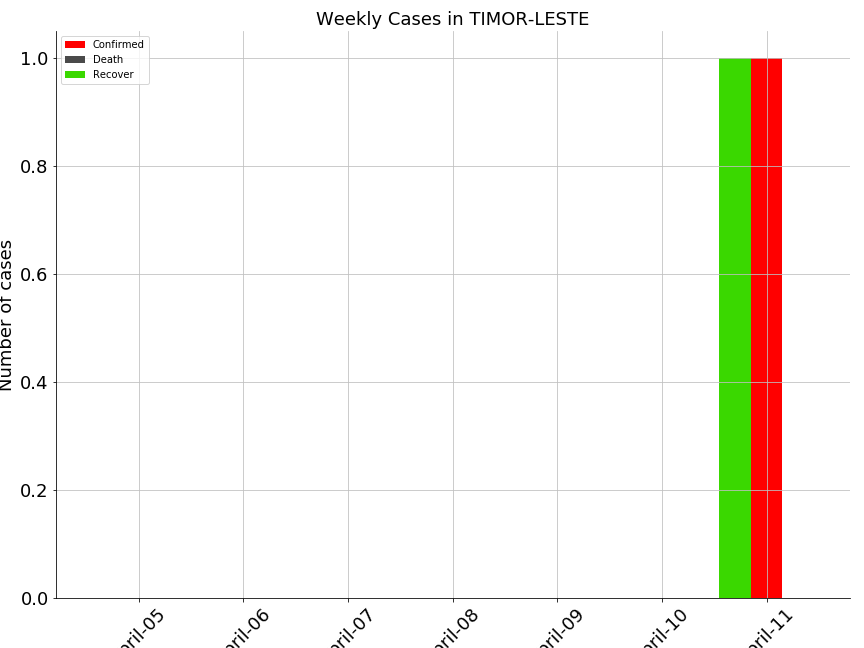 Weekly Cases in TIMOR-LESTE
Confirmed
Death
Recover
Number of cases
1.0
0.8
0.6
0.4
0.2
0.0
pril-05
pril-06
pril-07
pril-08
pril-09
pril-10
pril-11